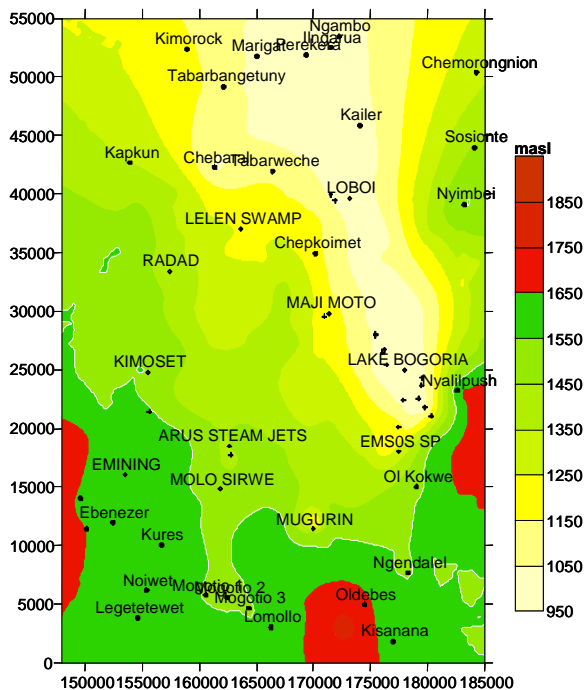 55000
50000
45000
40000
35000
30000
25000
20000
15000
10000
5000
0
Ngambo
Kimorock
Ilngarua
Marigat
Perekera
Chemorongnion
Tabarbangetuny
Kailer
Sosionte
masl
Kapkun
Chebaral
Tabarweche
LOBOI
Nyimbei
LELEN SWAMP
Chepkoimet
RADAD
MAJI MOTO
LAKE BOGORIA
KIMOSET
Nyalilpush
ARUS STEAM JETS
EMS0S SP
EMINING
MOLO SIRWE
Ol Kokwe
Ebenezer
MUGURIN
Kures
Ngendalel
Noiwet
Mogotio 2
Mogotio 3
Oldebes
Legetetewet
Lomollo
Kisanana
1850
1750
1650
1550
1450
1350
1250
1150
1050
950
150000 155000 160000 165000 170000 175000 180000 185000